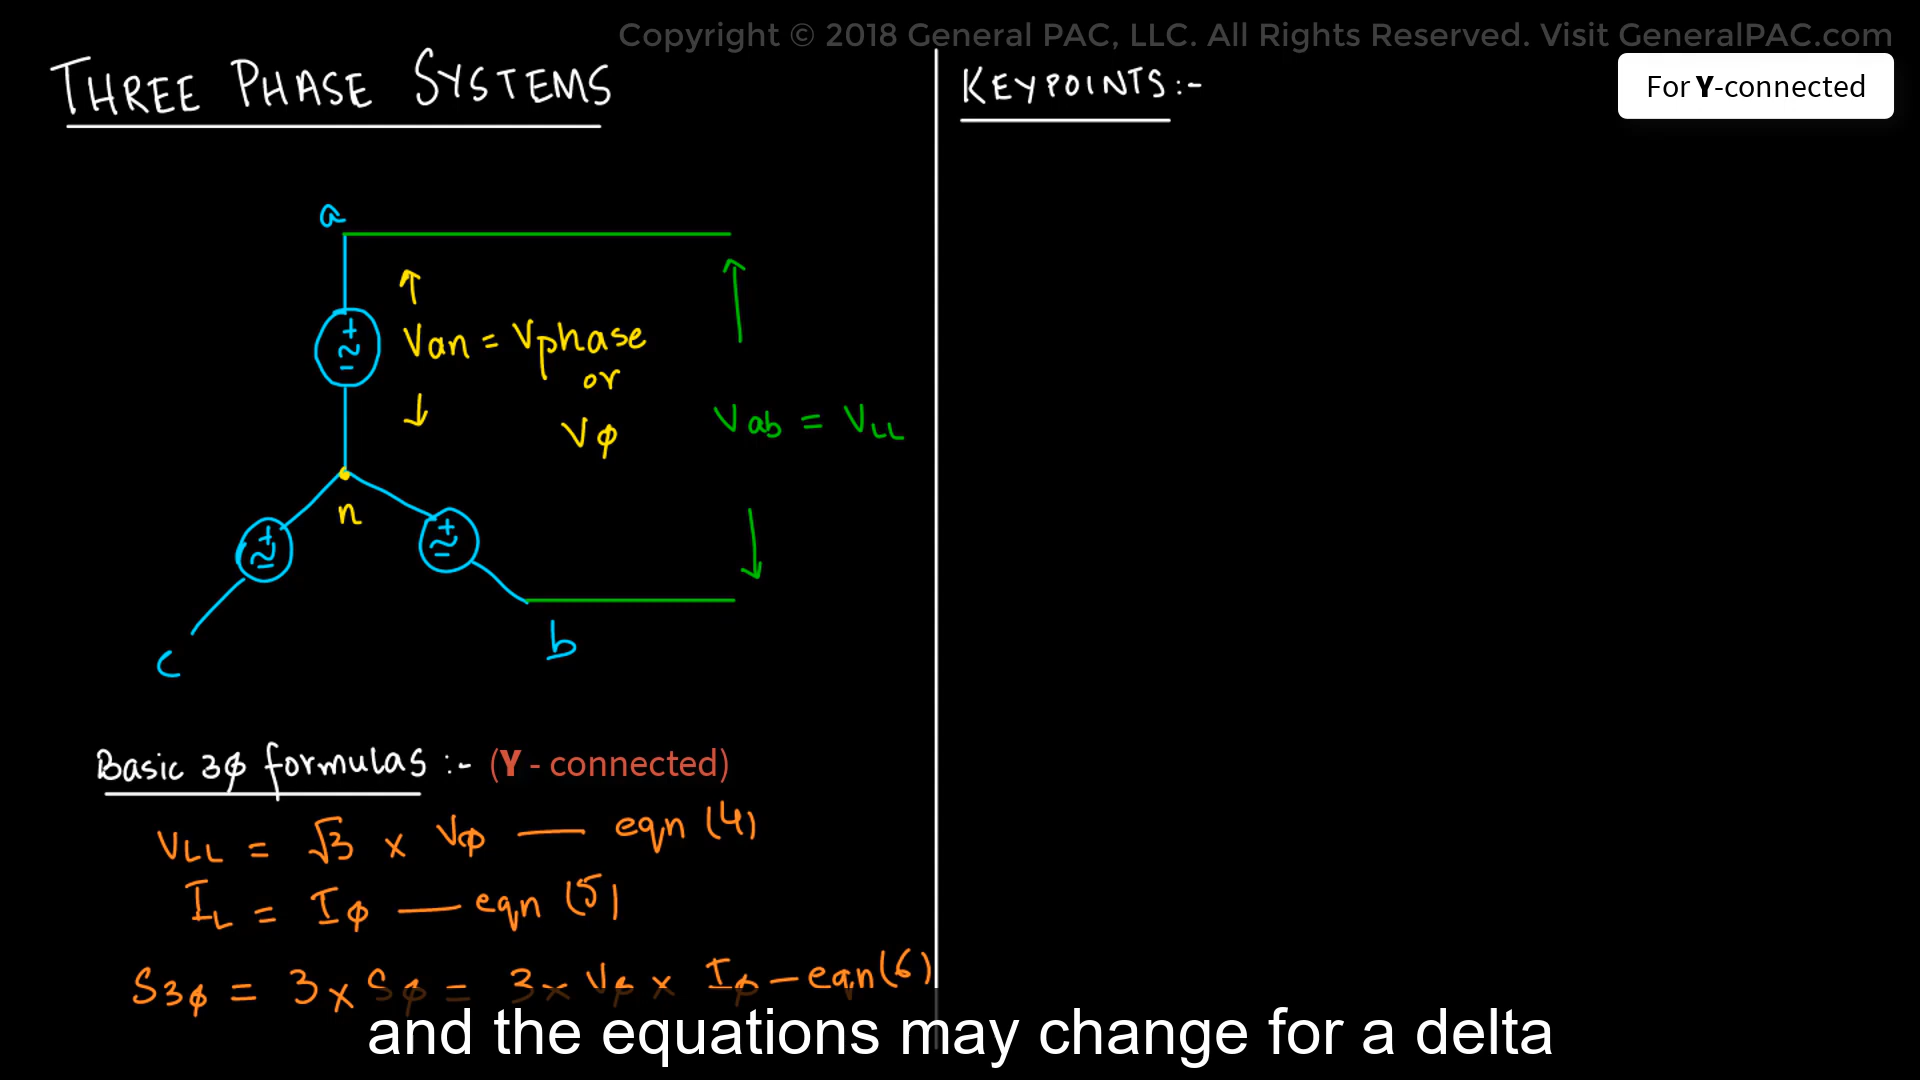 Copyright © 2018 General PAC, LLC. All Rights Reserved. Visit GeneralPAC.com
THREE PHASE SYSTEMS
KEYPOINTS:-
For Y-connected
a
Van = Vphase
or
Vφ
Vab = VLL
n
c
b
Basic 3φ formulas :- (Y - connected)
VLL = √3 x Vφ — eqn (4)
IL = Iφ — eqn (5)
S3φ = 3x Sφ = 3x Vφ x Iφ — eqn(6)
and the equations may change for a delta